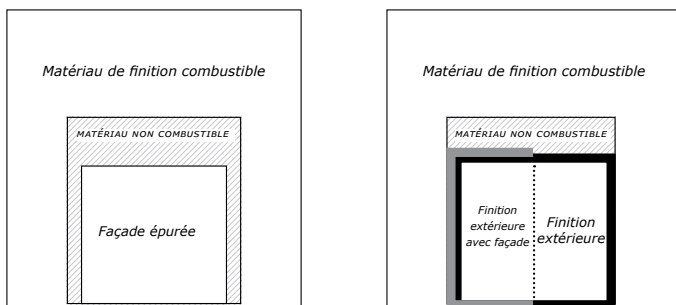 Matériau de finition combustible
MATÉRIAU NON COMBUSTIBLE
Façade épurée
Matériau de finition combustible
MATÉRIAU NON COMBUSTIBLE
Finition
extérieure
avec façade
Finition
extérieure